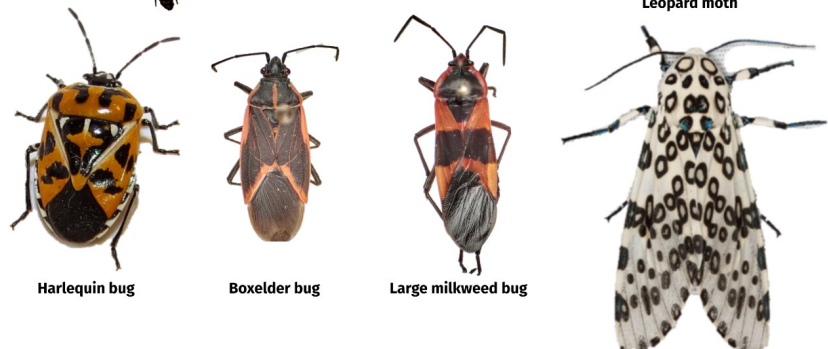 Leopard moth
Harlequin bug
Boxelder bug
Large milkweed bug